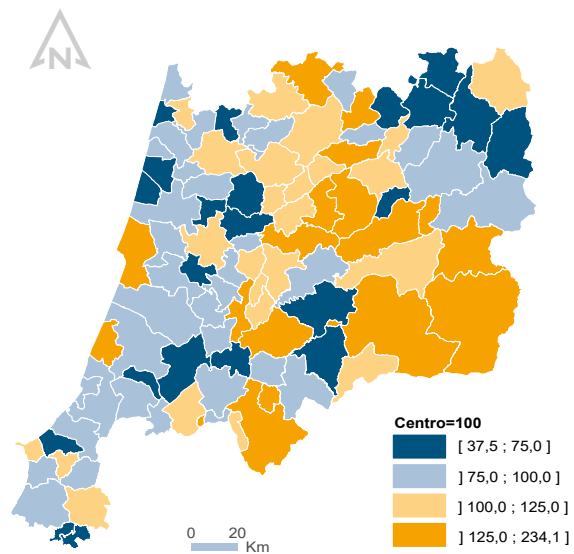 N
Centro=100
[ 37,5 ; 75,0 ]
]75,0 ; 100,0 ]
]100,0 ; 125,0 ]
] 125,0 ; 234,1 ]
0 20
Km